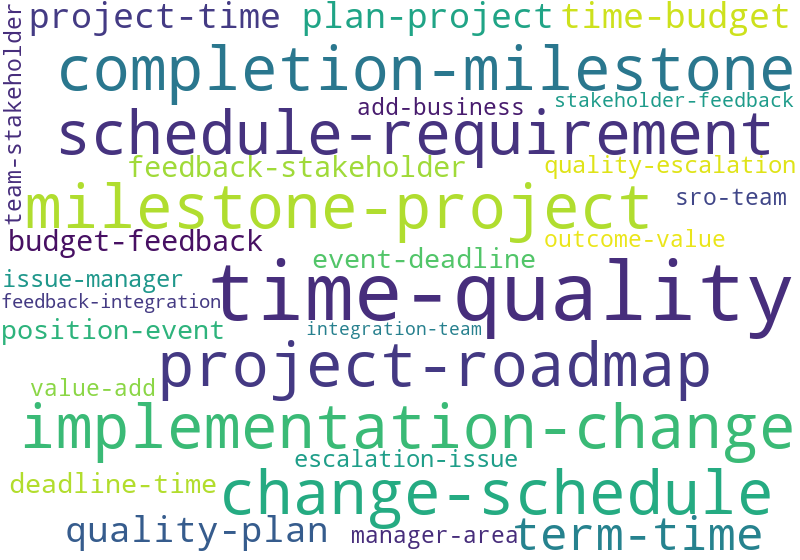 project-time
plan-project
time-budget
team-stakeholder
completion-milestone
add-business
stakeholder-feedback
schedule-requirement
feedback-stakeholder
quality-escalation
milestone-project
sro-team
budget-feedback
outcome-value
event-deadline
issue-manager
time-quality
feedback-integration
position-event
integration-team
project-roadmap
value-add
implementation-change
escalation-issue
deadline-time
change-schedule
quality-plan
manager-area
term-time